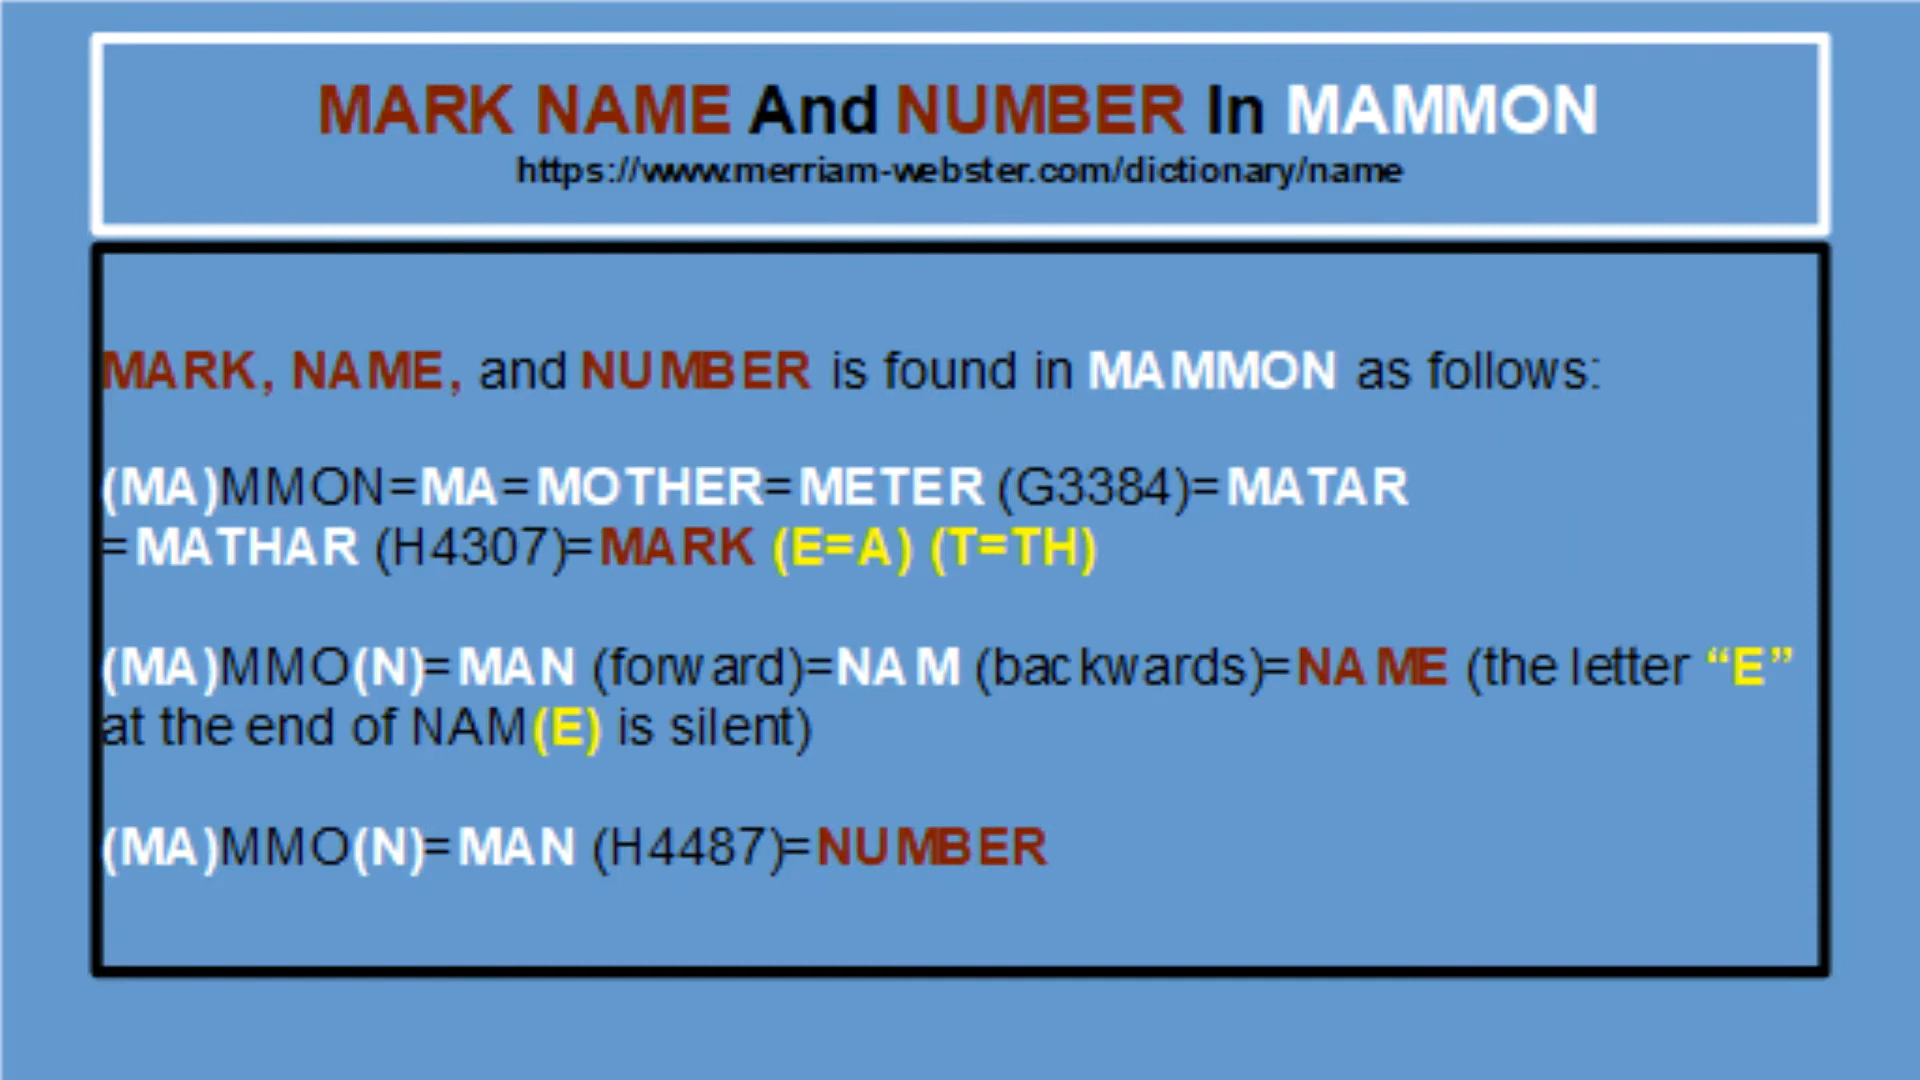 MARK NAME And NUMBER In MAMMON
https://www.merriam-webster.com/dictionary/name
MARK, NAME, and NUMBER is found in MAMMON as follows:
(MA)MMON=MA=MOTHER=METER (G3384)=MATAR
=MATHAR (H4307)=MARK (E=A) (T=TH)
(MA)MMO(N)=MAN (forward)=NAM (backwards)=NAME (the letter “E”
at the end of NAM(E) is silent)
(MA)MMO(N)=MAN (H4487)=NUMBER